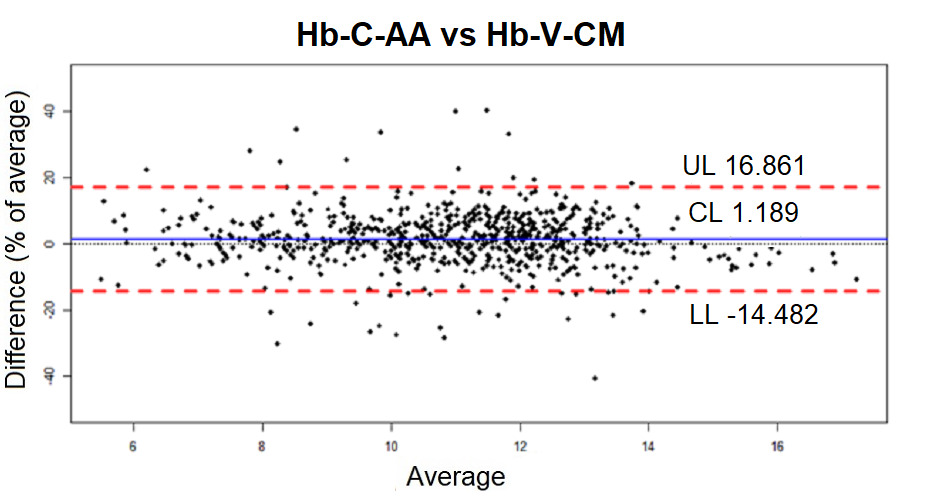 Hb-C-AA vs Hb-V-CM
Difference (% of average)
40
20
0
-20
-40
UL 16.861
CL 1.189
LL -14.482
6 8 10 12 14 16
Average